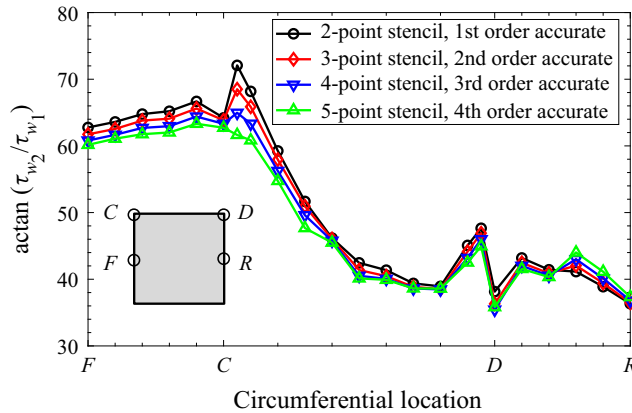 80
70
60
50
40
30
actan (τw2/τw1)
2-point stencil, 1st order accurate
3-point stencil, 2nd order accurate
4-point stencil, 3rd order accurate
5-point stencil, 4th order accurate
C D
F R
F C D R
Circumferential location